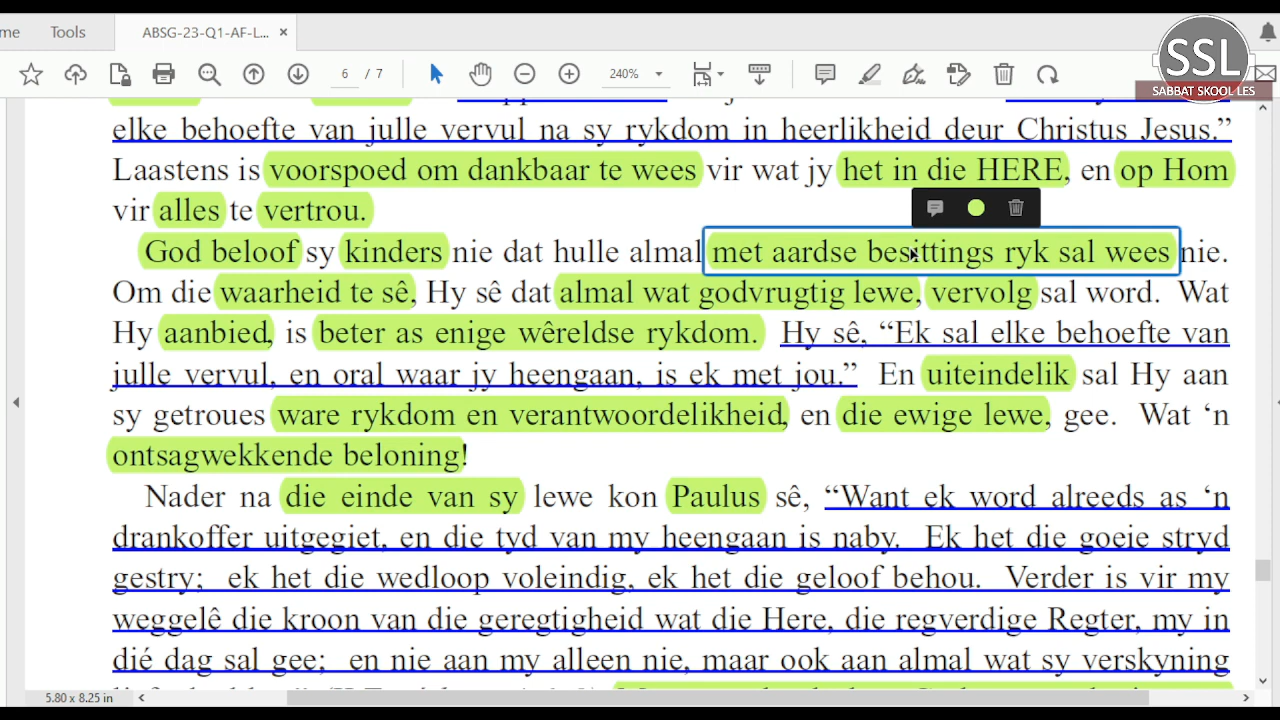 me Tools ABSG-23-Q1-AF-L... ×
6 / 7 240%
SSL
SABBAT SKOOL LES
elke behoefte van julle vervul na sy rykdom in heerlikheid deur Christus Jesus.”
Laastens is voorspoed om dankbaar te wees vir wat jy het in die HERE, en op Hom
vir alles te vertrou.
God beloof sy kinders nie dat hulle almal met aardse besittings ryk sal wees nie.
Om die waarheid te sê, Hy sê dat almal wat godvrugtig lewe, vervolg sal word. Wat
Hy aanbied, is beter as enige wêreldse rykdom. Hy sê, “Ek sal elke behoefte van
julle vervul, en oral waar jy heengaan, is ek met jou.” En uiteindelik sal Hy aan
sy getroues ware rykdom en verantwoordelikheid, en die ewige lewe, gee. Wat ‘n
ontsagwekkende beloning!
Nader na die einde van sy lewe kon Paulus sê, “Want ek word alreeds as ‘n
drankoffer uitgegiet, en die tyd van my heengaan is naby. Ek het die goeie stryd
gestry; ek het die wedloop voleindig, ek het die geloof behou. Verder is vir my
weggelê die kroon van die geregtigheid wat die Here, die regverdige Regter, my in
dié dag sal gee; en nie aan my alleen nie, maar ook aan almal wat sy verskyning
5.80 x 8.25 in